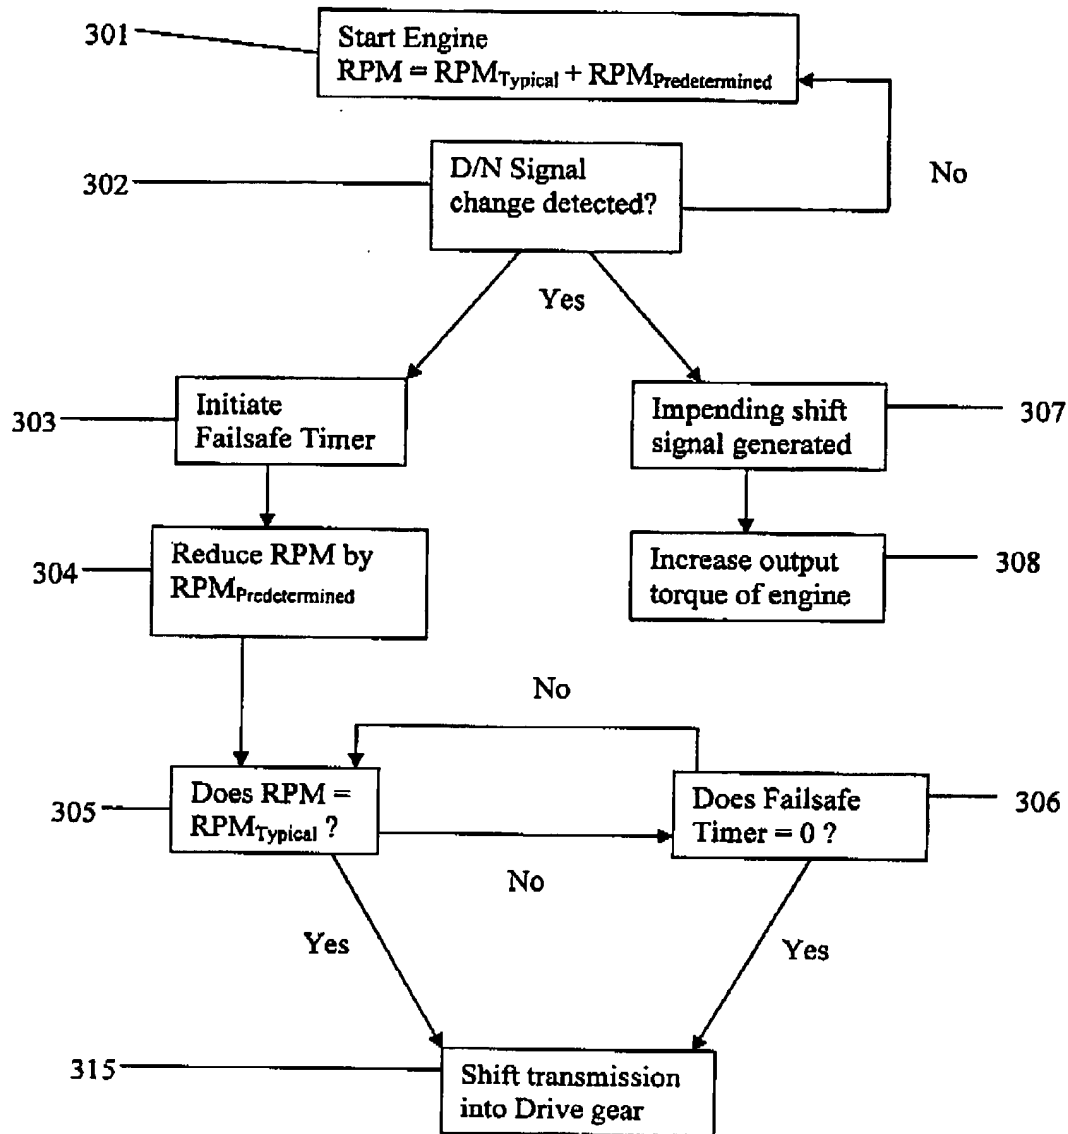 301
Start Engine
RPM = RPMTypical + RPMPredetermined
302
D/N Signal
change detected?
No
Yes
303
Initiate
Failsafe Timer
Impending shift
signal generated
307
304
Reduce RPM by
RPMPredetermined
Increase output
torque of engine
308
No
305
Does RPM =
RPMTypical ?
Does Failsafe
Timer = 0 ?
306
No
Yes
Yes
315
Shift transmission
into Drive gear